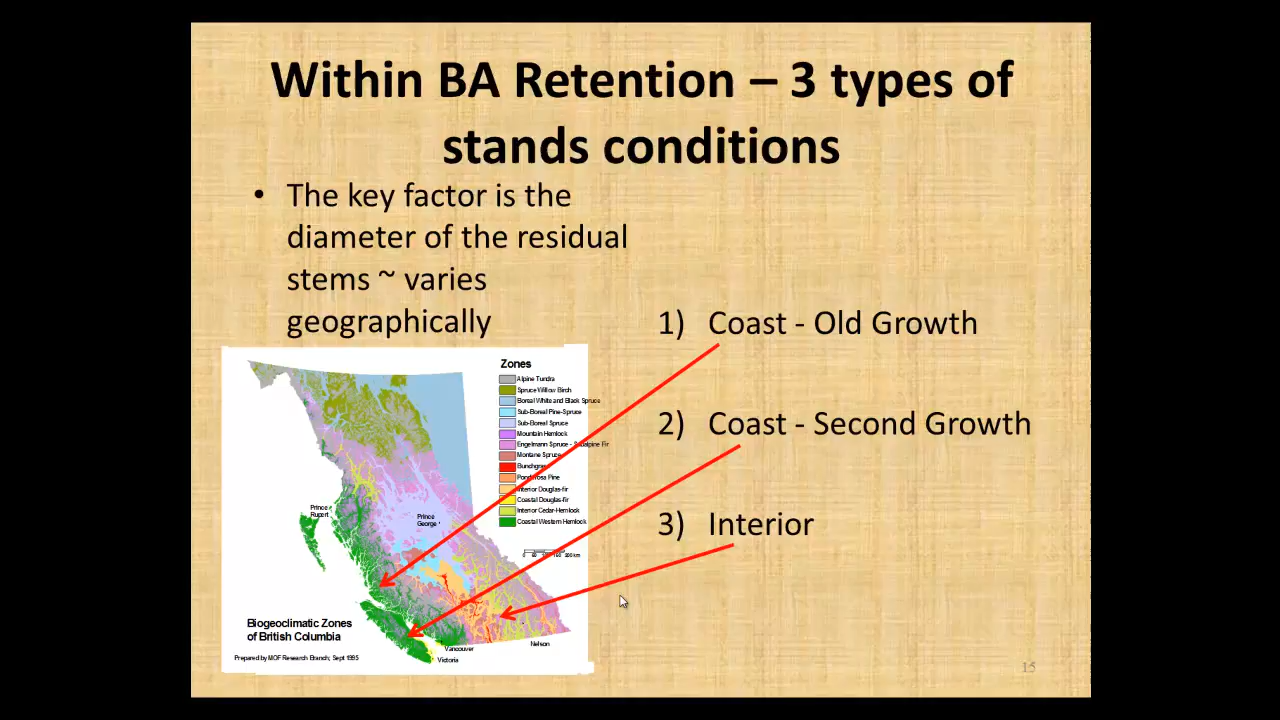 Within BA Retention – 3 types of
stands conditions
• The key factor is the
diameter of the residual
stems ~ varies
geographically
1) Coast - Old Growth
2) Coast - Second Growth
3) Interior
Zones
Alpine Tundra
Spruce Willow Birch
Boreal White and Black Spruce
Sub-Boreal Pine-Spruce
Sub-Boreal Spruce
Mountain Hemlock
Engelmann Spruce - Subalpine Fir
Montane Spruce
Bunchgrass
Ponderosa Pine
Interior Douglas-fir
Coastal Douglas-fir
Interior Cedar-Hemlock
Coastal Western Hemlock
Prince
Rupert
Prince
George
Biogeoclimatic Zones
of British Columbia
Prepared by MOF Research Branch; Sept 1995
Vancouver
Victoria
Nelson
15